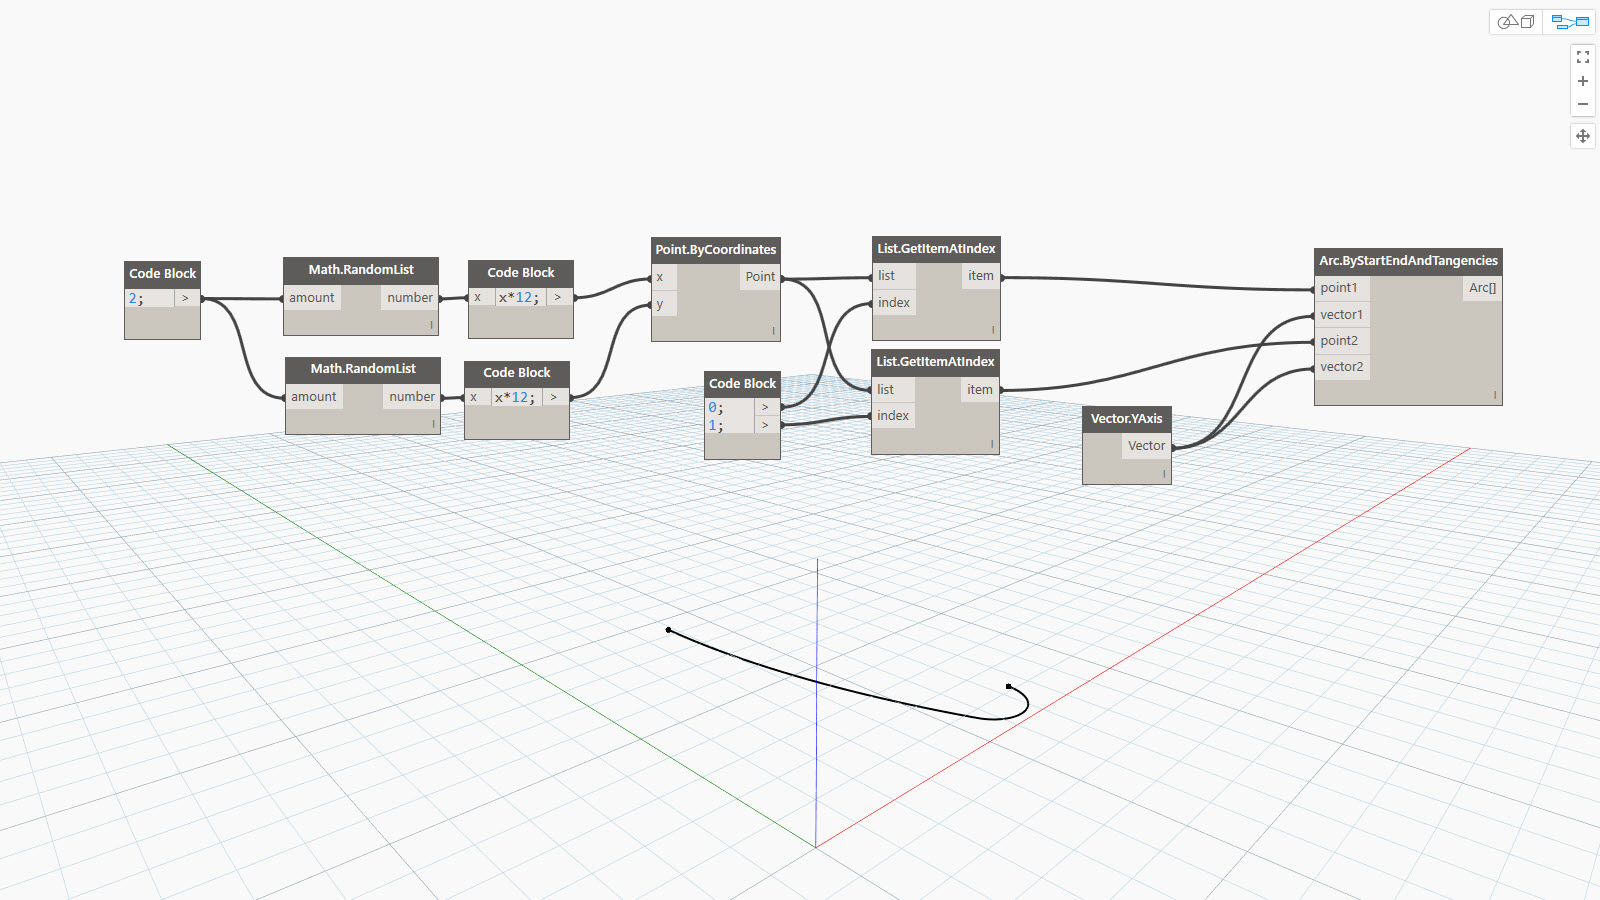 Code Block
2; >
Math.RandomList
amount number
l
Math.RandomList
amount number
l
Code Block
x x*12; >
Code Block
x x*12; >
Point.ByCoordinates
x Point
y
l
Code Block
0; >
1; >
List.GetItemAtIndex
list item
index
l
List.GetItemAtIndex
list item
index
l
Vector.YAxis
Vector
l
Arc.ByStartEndAndTangencies
point1 Arc[]
vector1
point2
vector2
l